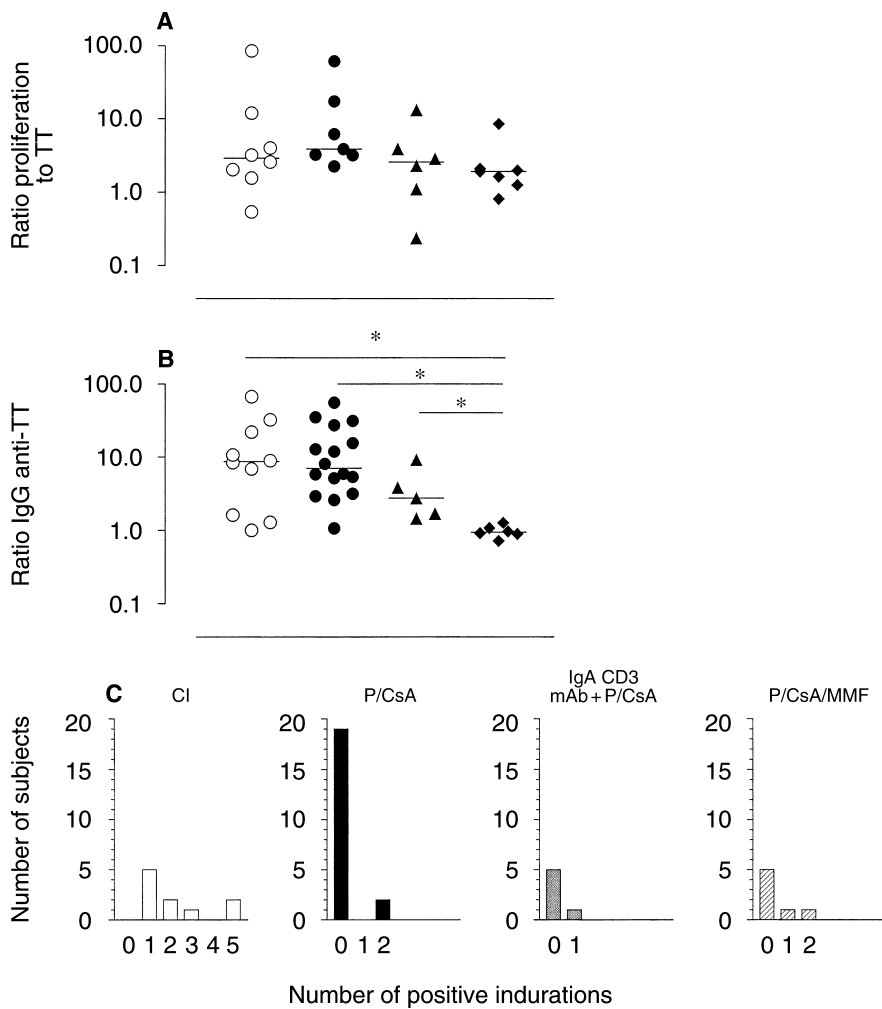 A
Ratio proliferation
to TT
100.0
10.0
1.0
0.1
B
*
*
*
Ratio IgG anti-TT
100.0
10.0
1.0
0.1
C
CI
P/CsA
IgA CD3
mAb+P/CsA
P/CsA/MMF
Number of subjects
20
15
10
5
0
0 1 2 3 4 5
20
15
10
5
0
0 1 2
20
15
10
5
0
0 1
20
15
10
5
0
0 1 2
Number of positive indurations